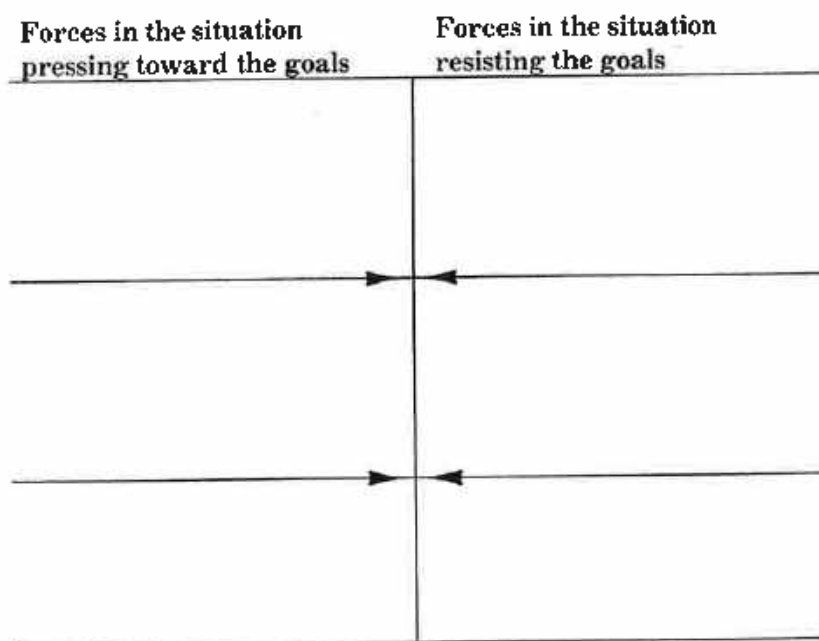 Forces in the situation
pressing toward the goals
Forces in the situation
resisting the goals